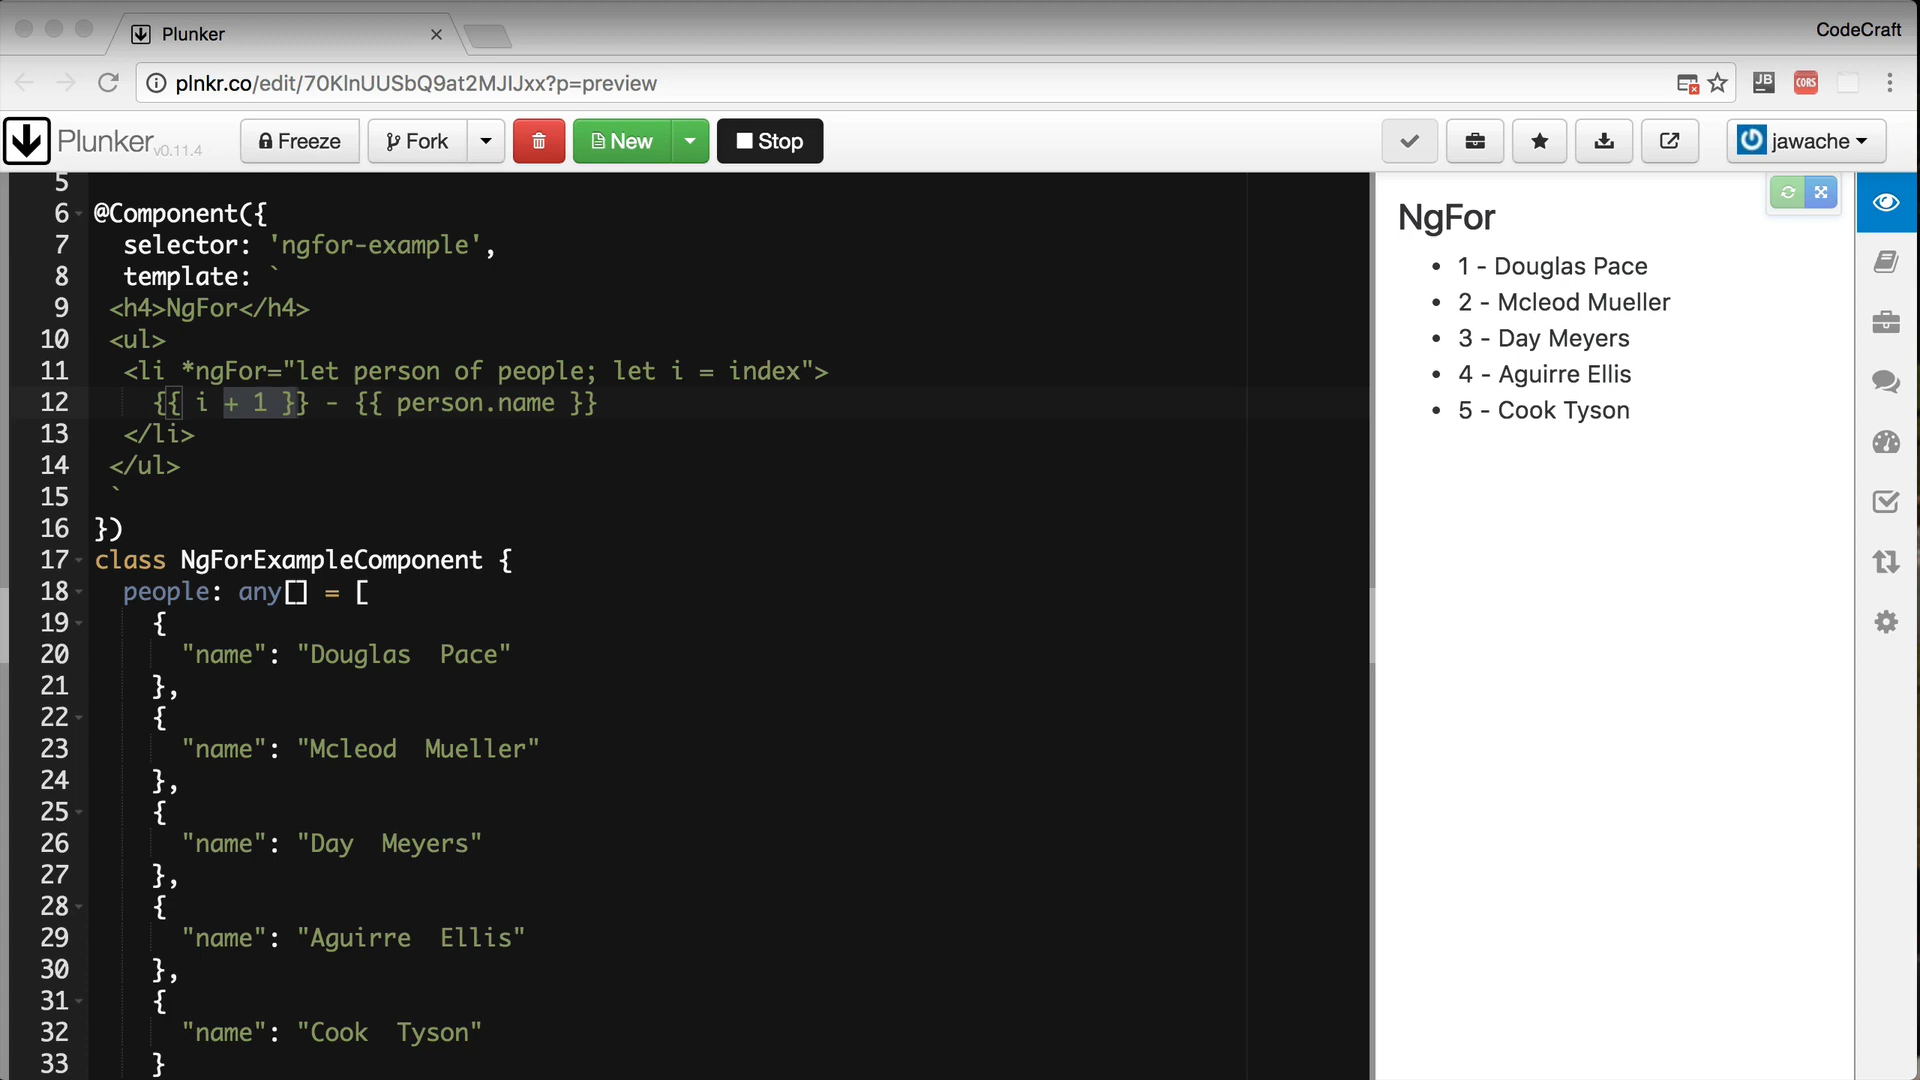 Plunker
CodeCraft
plnkr.co/edit/70KlnUUSbQ9at2MJIJxx?p=preview
JB
CORS
Plunker v0.11.4
Freeze
Fork
New
Stop
jawache
5
6 @Component({
7 selector: 'ngfor-example',
8 template: `
9 <h4>NgFor</h4>
10 <ul>
11 <li *ngFor="let person of people; let i = index">
12 {{ i + 1 }} - {{ person.name }}
13 </li>
14 </ul>
15 `
16 })
17 class NgForExampleComponent {
18 people: any[] = [
19 {
20 "name": "Douglas  Pace"
21 },
22 {
23 "name": "Mcleod  Mueller"
24 },
25 {
26 "name": "Day  Meyers"
27 },
28 {
29 "name": "Aguirre  Ellis"
30 },
31 {
32 "name": "Cook  Tyson"
33 }
NgFor
• 1 - Douglas Pace
• 2 - Mcleod Mueller
• 3 - Day Meyers
• 4 - Aguirre Ellis
• 5 - Cook Tyson